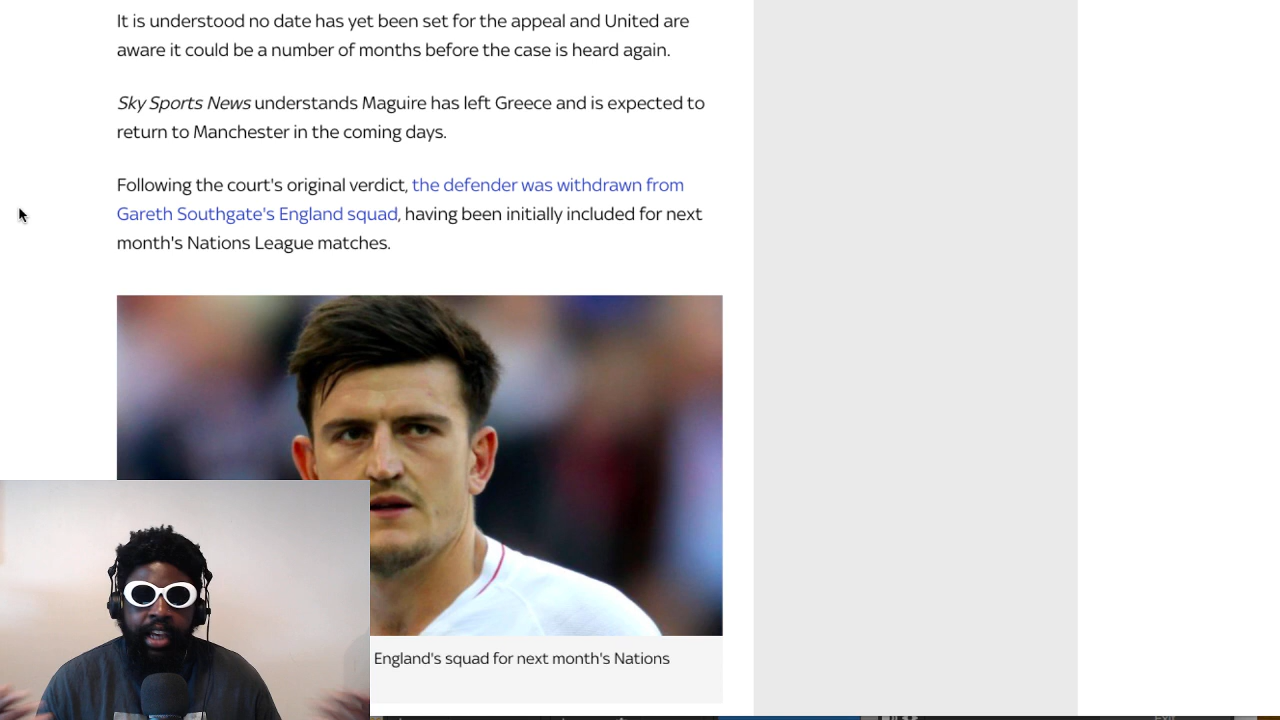 It is understood no date has yet been set for the appeal and United are
aware it could be a number of months before the case is heard again.
Sky Sports News understands Maguire has left Greece and is expected to
return to Manchester in the coming days.
Following the court's original verdict, the defender was withdrawn from
Gareth Southgate's England squad, having been initially included for next
month's Nations League matches.
England's squad for next month's Nations